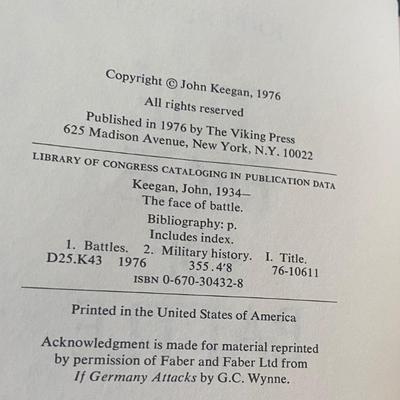 Copyright © John Keegan, 1976
All rights reserved
Published in 1976 by The Viking Press
625 Madison Avenue, New York, N.Y. 10022
LIBRARY OF CONGRESS CATALOGING IN PUBLICATION DATA
Keegan, John, 1934–
The face of battle.
Bibliography: p.
Includes index.
1. Battles. 2. Military history. I. Title.
D25.K43 1976 355.4'8 76-10611
ISBN 0-670-30432-8
Printed in the United States of America
Acknowledgment is made for material reprinted
by permission of Faber and Faber Ltd from
If Germany Attacks by G.C. Wynne.